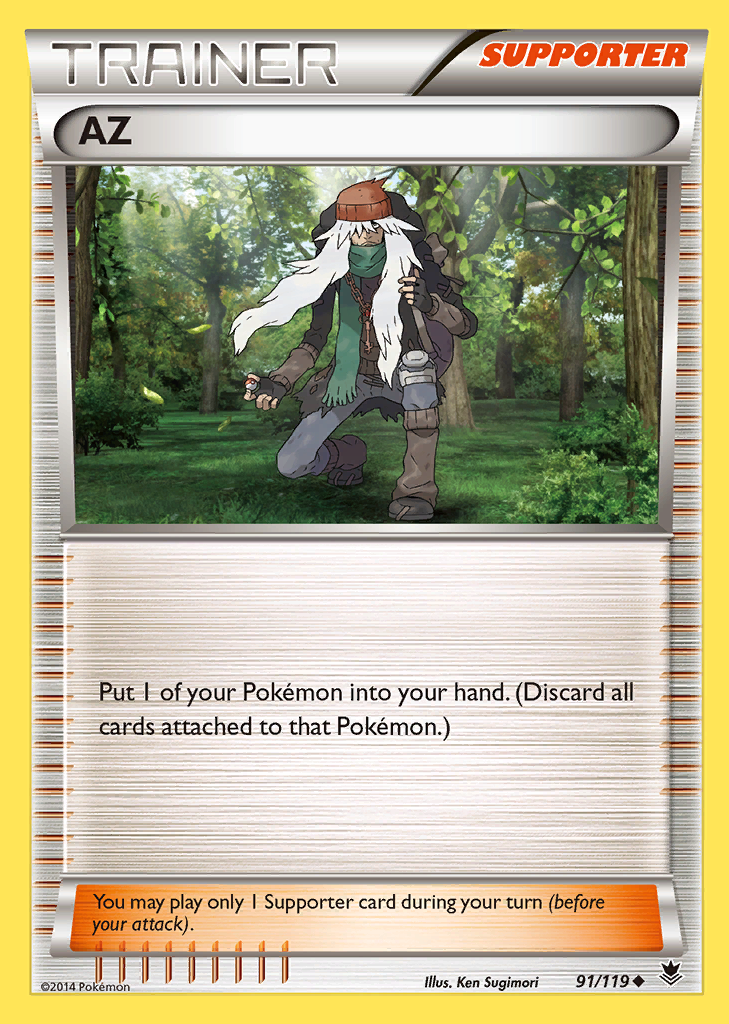 TRAINER
SUPPORTER
AZ
Put 1 of your Pokémon into your hand. (Discard all
cards attached to that Pokémon.)
You may play only 1 Supporter card during your turn (before
your attack).
©2014 Pokémon
Illus. Ken Sugimori
91/119